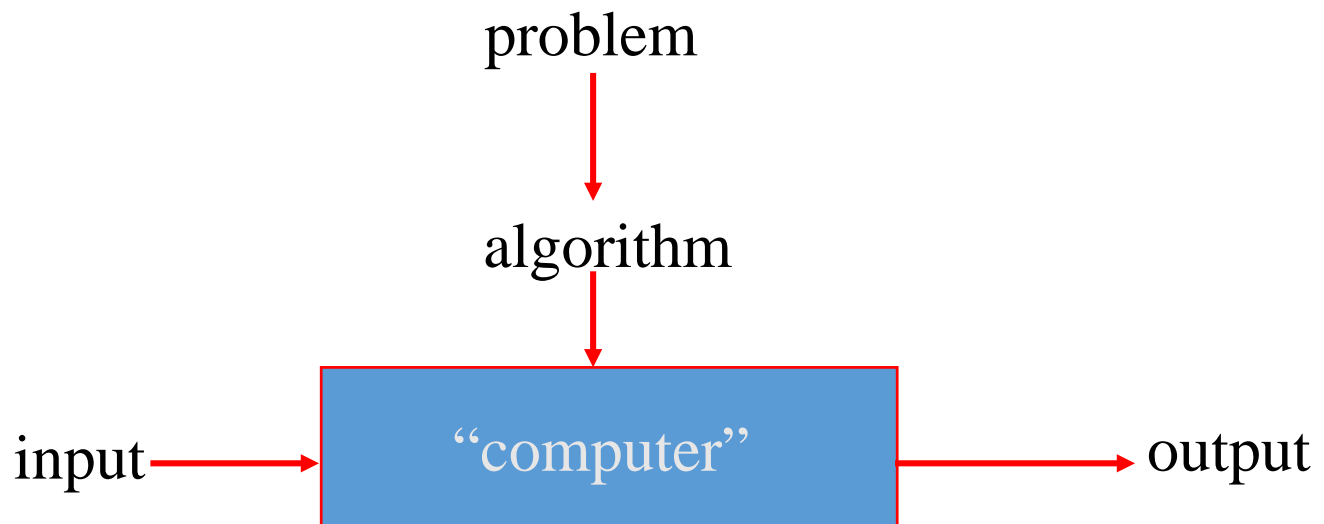 problem
algorithm
input
“computer”
output